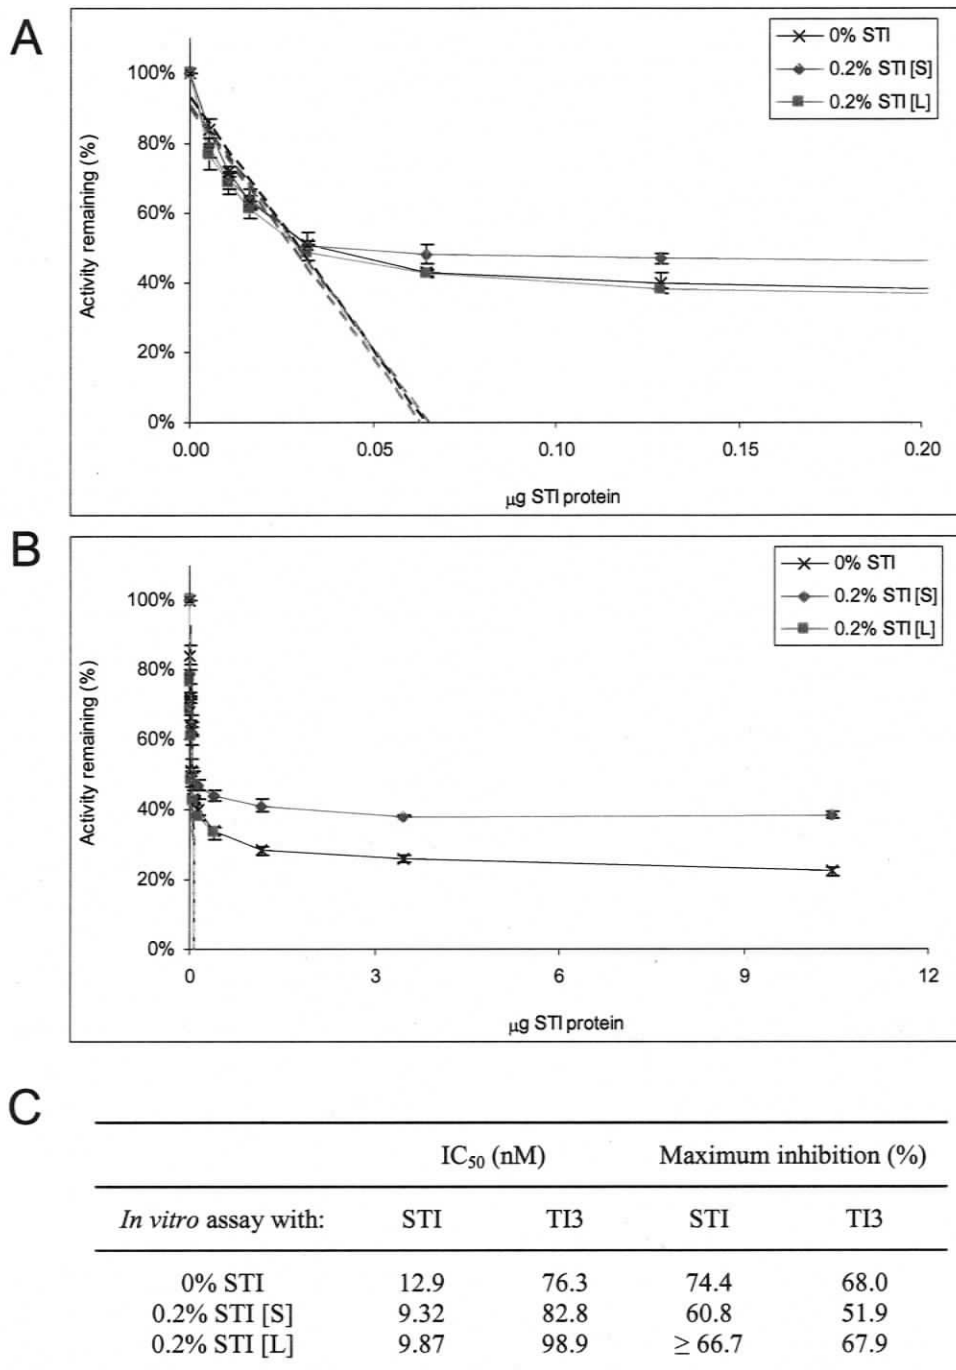 A
0% STI
0.2% STI [S]
0.2% STI [L]
Activity remaining (%)
100%
80%
60%
40%
20%
0%
0.00 0.05 0.10 0.15 0.20
µg STI protein
B
0% STI
0.2% STI [S]
0.2% STI [L]
Activity remaining (%)
100%
80%
60%
40%
20%
0%
0 3 6 9 12
µg STI protein
C
IC50 (nM) Maximum inhibition (%)
In vitro assay with: STI TI3 STI TI3
0% STI 12.9 76.3 74.4 68.0
0.2% STI [S] 9.32 82.8 60.8 51.9
0.2% STI [L] 9.87 98.9 ≥ 66.7 67.9